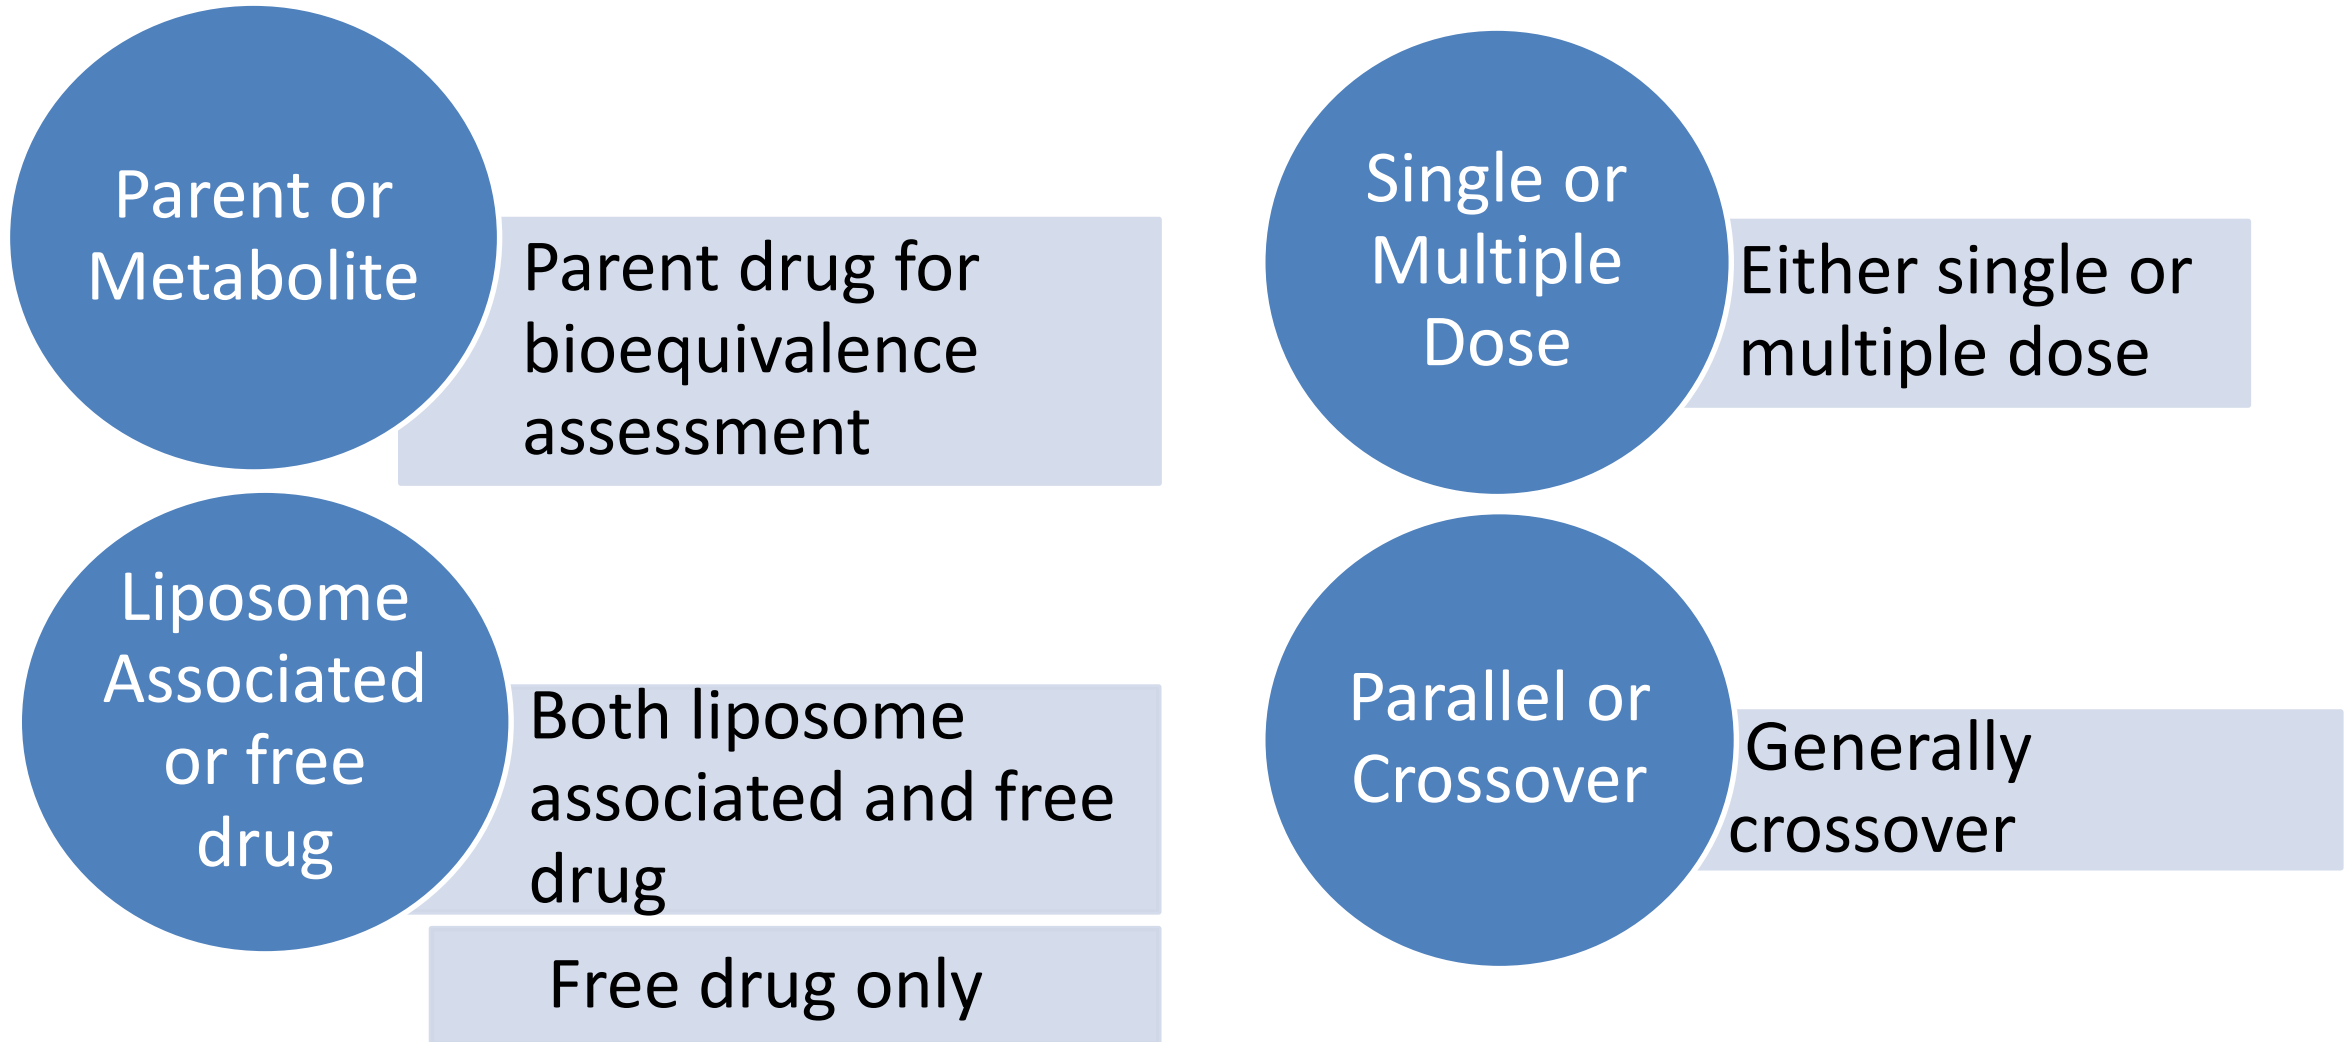 Parent or
Metabolite
Parent drug for
bioequivalence
assessment
Liposome
Associated
or free
drug
Both liposome
associated and free
drug
Free drug only
Single or
Multiple
Dose
Either single or
multiple dose
Parallel or
Crossover
Generally
crossover